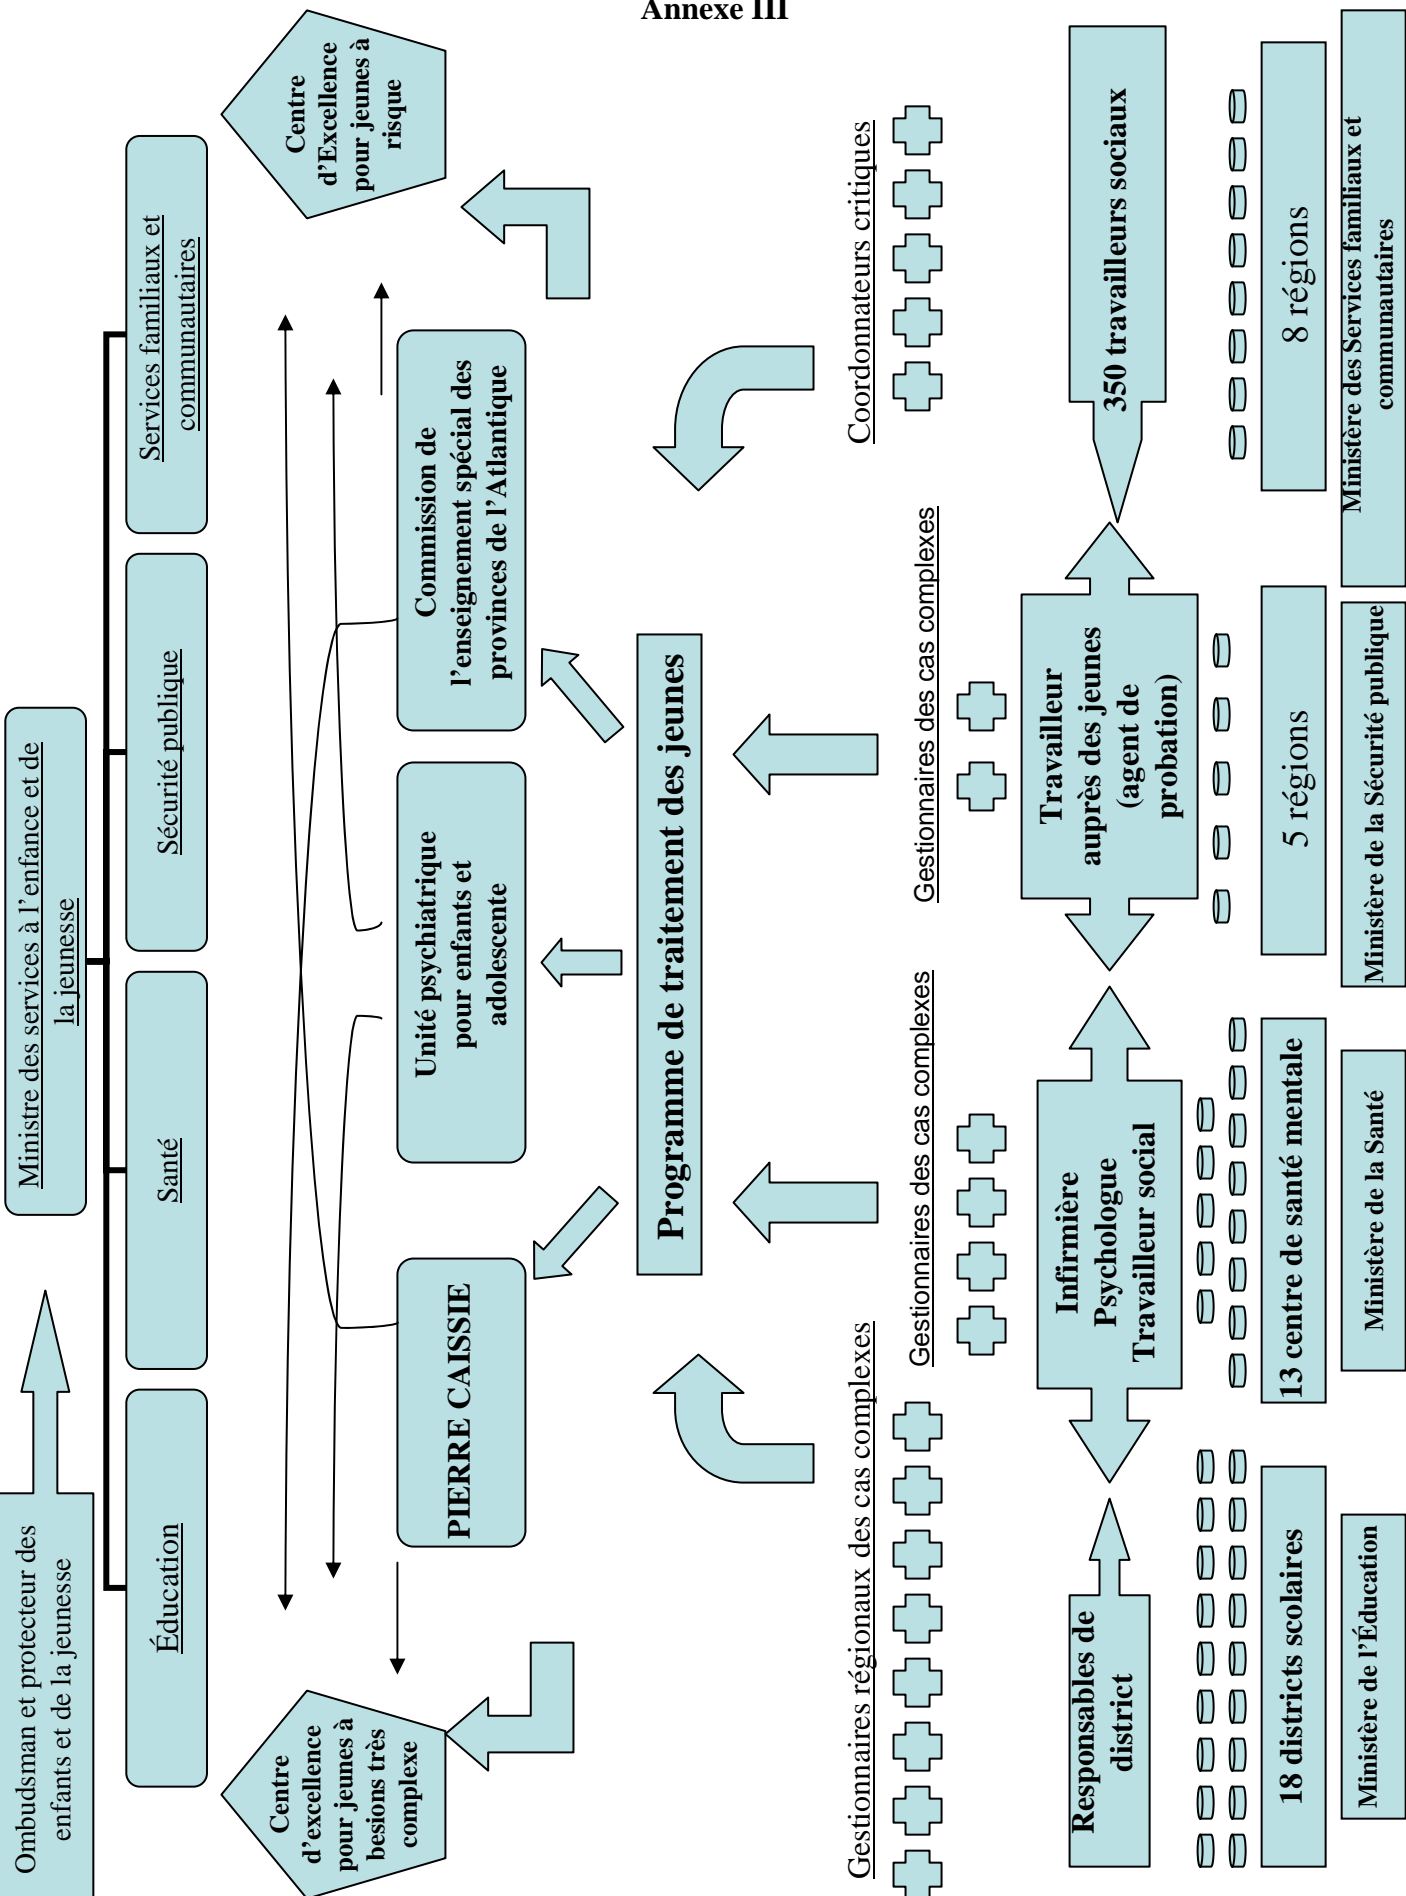 Annexe III
Ombudsman et protecteur des
enfants et de la jeunesse
Ministre des services à l'enfance et de
la jeunesse
Éducation
Santé
Sécurité publique
Services familiaux et
communautaires
Centre
d'excellence
pour jeunes à
besions très
complexe
Centre
d'Excellence
pour jeunes à
risque
PIERRE CAISSIE
Unité psychiatrique
pour enfants et
adolescente
Commission de
l'enseignement spécial des
provinces de l'Atlantique
Programme de traitement des jeunes
Gestionnaires régionaux des cas complexes
Gestionnaires des cas complexes
Gestionnaires des cas complexes
Coordonnateurs critiques
Responsables de
district
Infirmière
Psychologue
Travailleur social
Travailleur
auprès des jeunes
(agent de
probation)
350 travailleurs sociaux
18 districts scolaires
13 centre de santé mentale
5 régions
8 régions
Ministère de l'Éducation
Ministère de la Santé
Ministère de la Sécurité publique
Ministère des Services familiaux et
communautaires